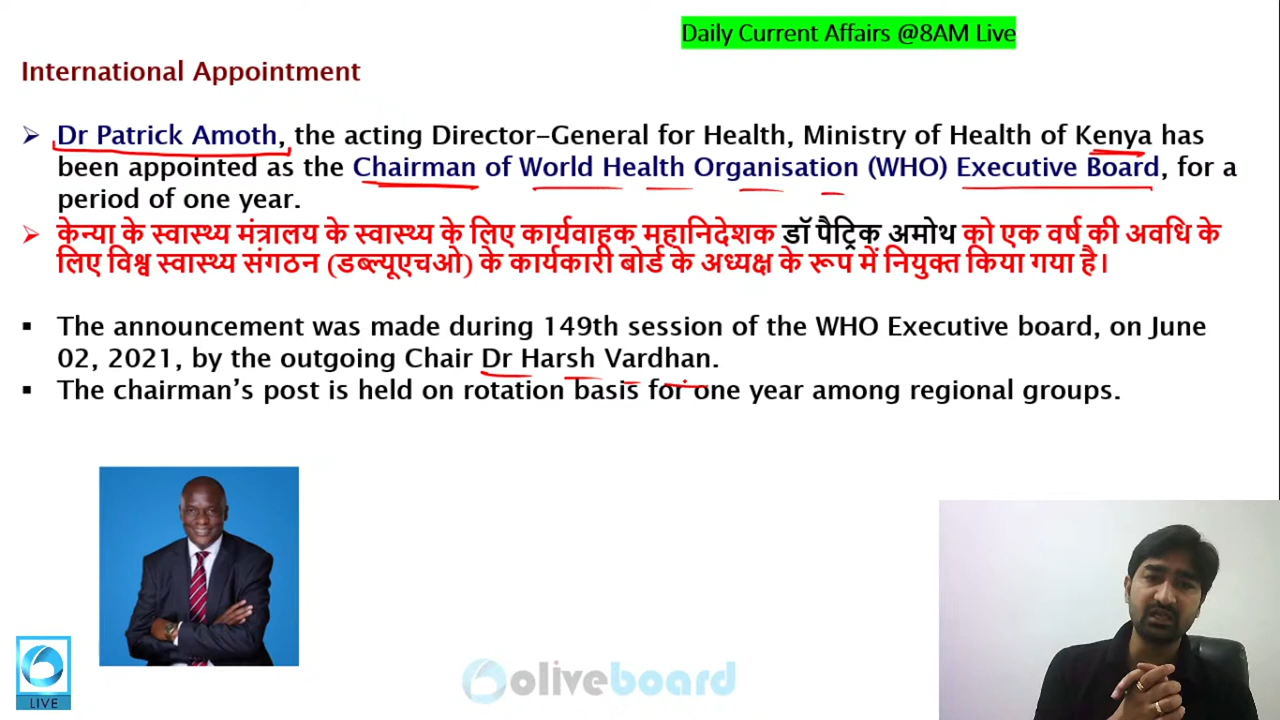 Daily Current Affairs @8AM Live
International Appointment
➢ Dr Patrick Amoth, the acting Director-General for Health, Ministry of Health of Kenya has
been appointed as the Chairman of World Health Organisation (WHO) Executive Board, for a
period of one year.
➢ केन्या के स्वास्थ्य मंत्रालय के स्वास्थ्य के लिए कार्यवाहक महानिदेशक डॉ पैट्रिक अमोथ को एक वर्ष की अवधि के
लिए विश्व स्वास्थ्य संगठन (डब्ल्यूएचओ) के कार्यकारी बोर्ड के अध्यक्ष के रूप में नियुक्त किया गया है।
▪ The announcement was made during 149th session of the WHO Executive board, on June
02, 2021, by the outgoing Chair Dr Harsh Vardhan.
▪ The chairman’s post is held on rotation basis for one year among regional groups.
LIVE
oliveboard